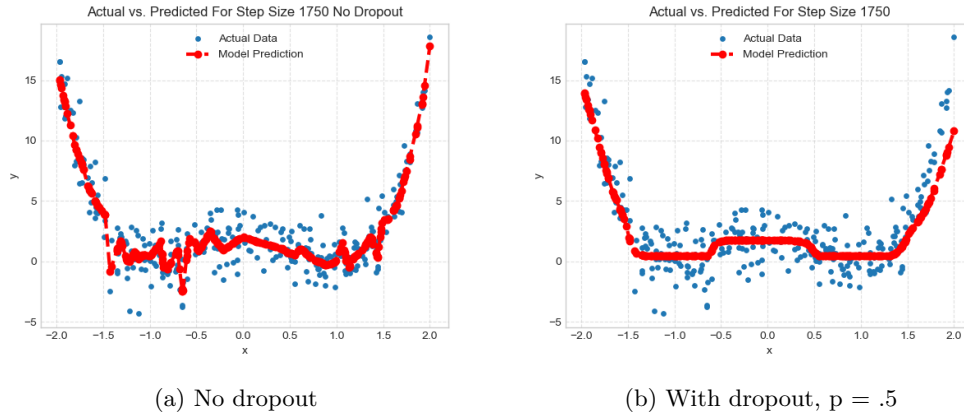 Actual vs. Predicted For Step Size 1750 No Dropout
Actual Data
Model Prediction
15
10
5
0
−5
y
−2.0 −1.5 −1.0 −0.5 0.0 0.5 1.0 1.5 2.0
x
(a) No dropout
Actual vs. Predicted For Step Size 1750
Actual Data
Model Prediction
15
10
5
0
−5
y
−2.0 −1.5 −1.0 −0.5 0.0 0.5 1.0 1.5 2.0
x
(b) With dropout, p = .5